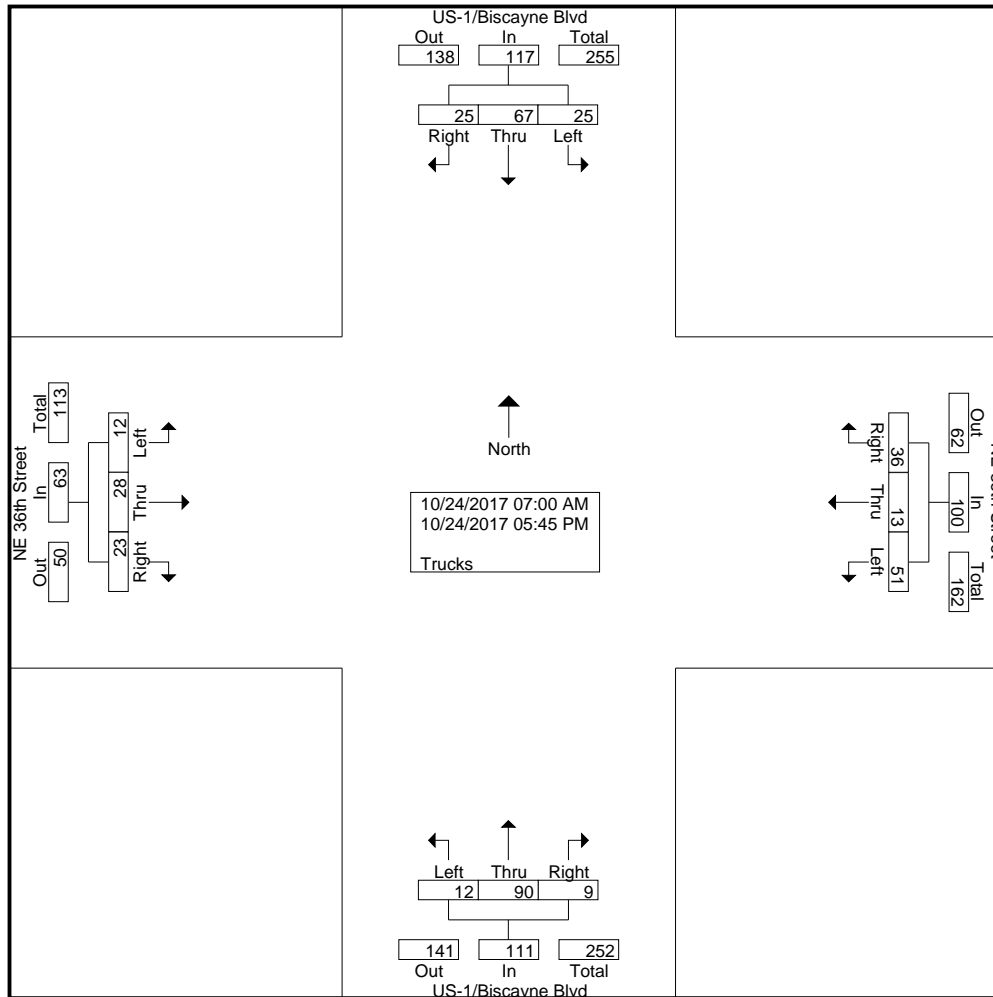 US-1/Biscayne Blvd
Out In Total
138 117 255
25 67 25
Right Thru Left
Total 113
In 63
Out 50
NE 36th Street
12 28 23
Left Thru Right
North
10/24/2017 07:00 AM
10/24/2017 05:45 PM
Trucks
Right Thru Left
36 13 51
Out 62
In 100
Total 162
Street
Left Thru Right
12 90 9
141 111 252
Out In Total
US-1/Biscayne Blvd